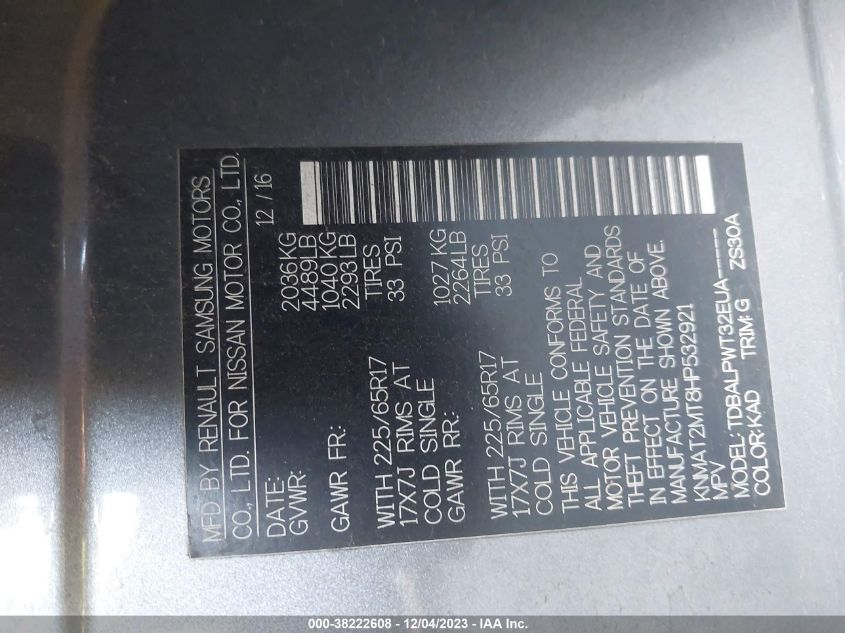 MFD BY RENAULT SAMSUNG MOTORS
CO., LTD. FOR NISSAN MOTOR CO., LTD.
DATE: 12 / 16
GVWR: 2036KG
4489LB
GAWR FR: 1040KG
2293LB
WITH 225/65R17 TIRES
17X7J RIMS AT 33 PSI
COLD SINGLE
GAWR RR: 1027KG
2264LB
WITH 225/65R17 TIRES
17X7J RIMS AT 33 PSI
COLD SINGLE
THIS VEHICLE CONFORMS TO
ALL APPLICABLE FEDERAL
MOTOR VEHICLE SAFETY AND
THEFT PREVENTION STANDARDS
IN EFFECT ON THE DATE OF
MANUFACTURE SHOWN ABOVE.
KNMAT2MT8HP532921
MPV
MODEL: TDBALPWT32EUA-----
COLOR: KAD TRIM: G ZS30A
000-38222608 - 12/04/2023 - IAA Inc.